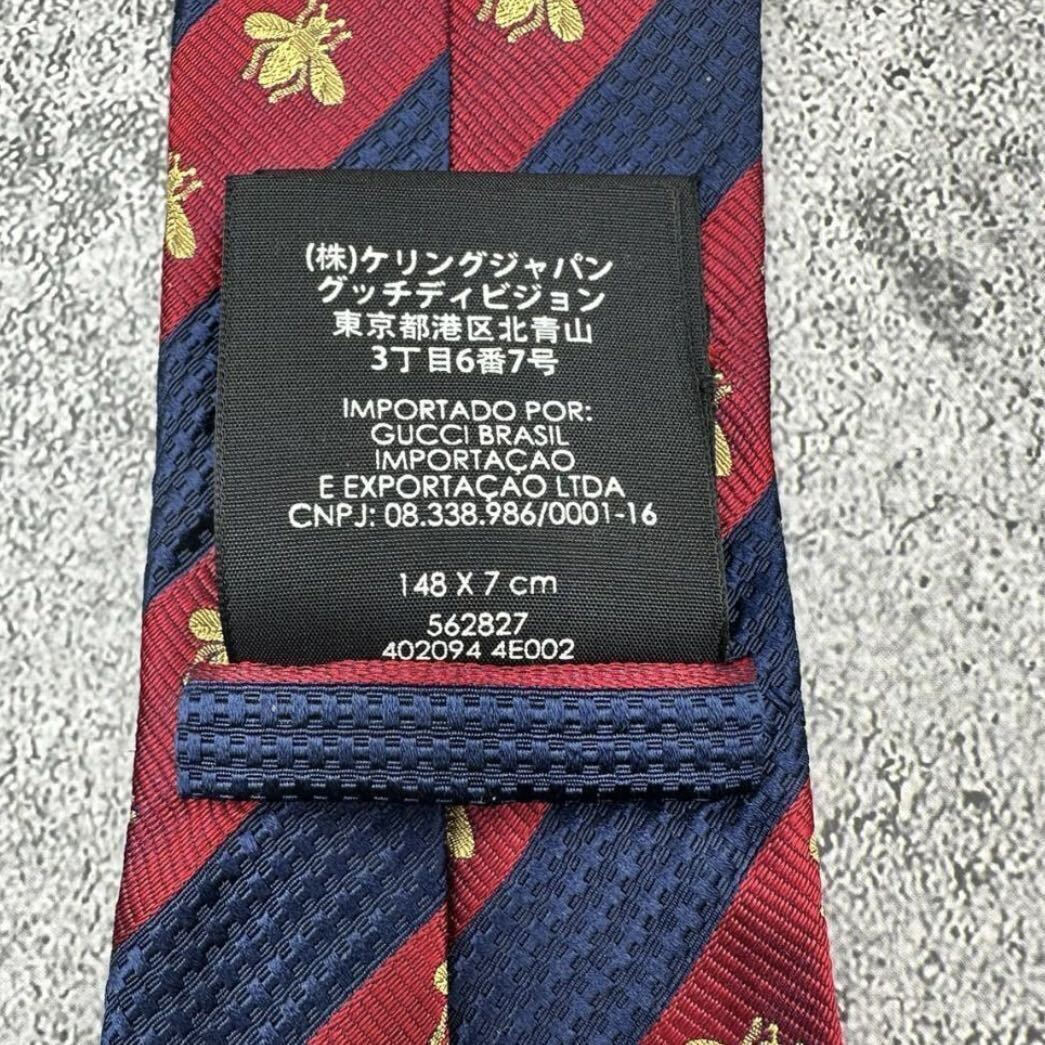 (株)ケリングジャパン
グッチディビジョン
東京都港区北青山
3丁目6番7号
IMPORTADO POR:
GUCCI BRASIL
IMPORTAÇAO
E EXPORTAÇAO LTDA
CNPJ: 08.338.986/0001-16
148 X 7 cm
562827
402094 4E002